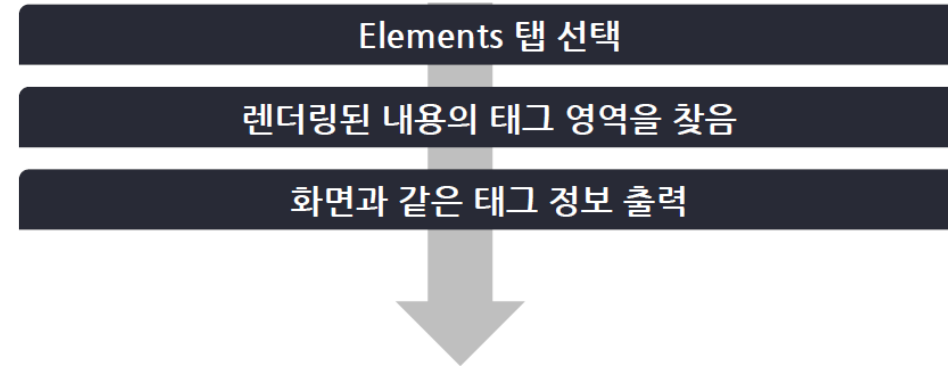 Elements 탭 선택
렌더링된 내용의 태그 영역을 찾음
화면과 같은 태그 정보 출력